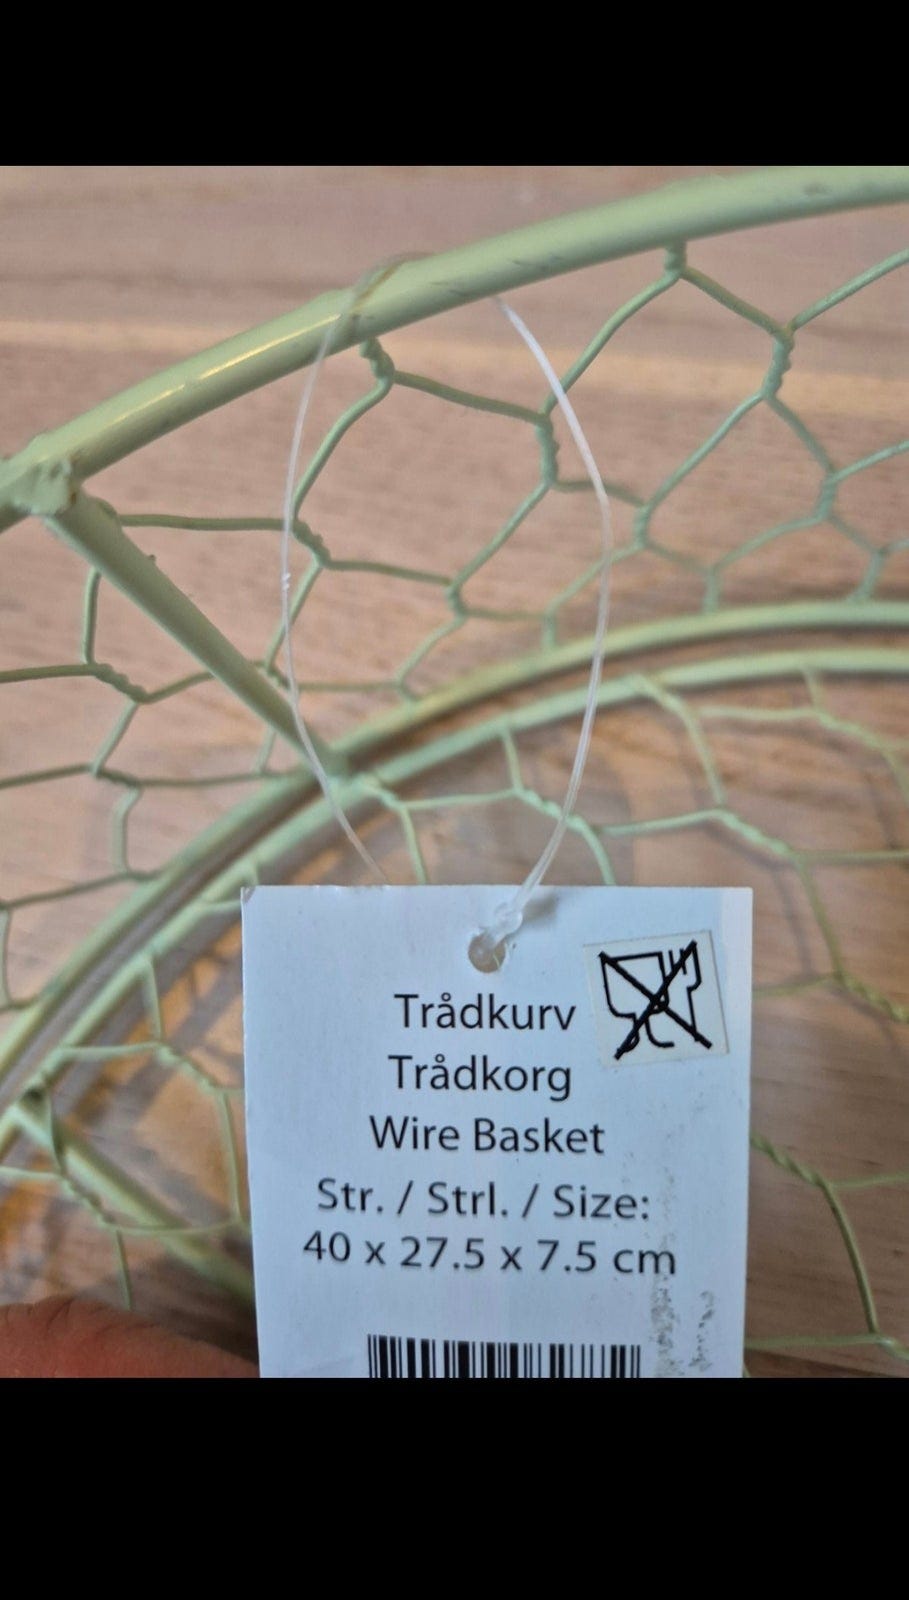 Trådkurv
Trådkorg
Wire Basket
Str. / Strl. / Size:
40 x 27.5 x 7.5 cm